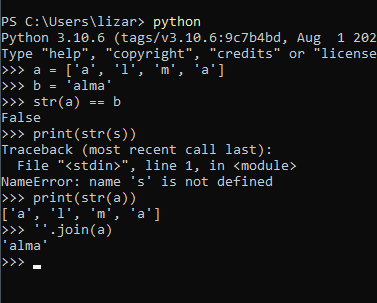 PS C:\Users\lizar> python
Python 3.10.6 (tags/v3.10.6:9c7b4bd, Aug  1 202
Type "help", "copyright", "credits" or "license
>>> a = ['a', 'l', 'm', 'a']
>>> b = 'alma'
>>> str(a) == b
False
>>> print(str(s))
Traceback (most recent call last):
  File "<stdin>", line 1, in <module>
NameError: name 's' is not defined
>>> print(str(a))
['a', 'l', 'm', 'a']
>>> ''.join(a)
'alma'
>>>